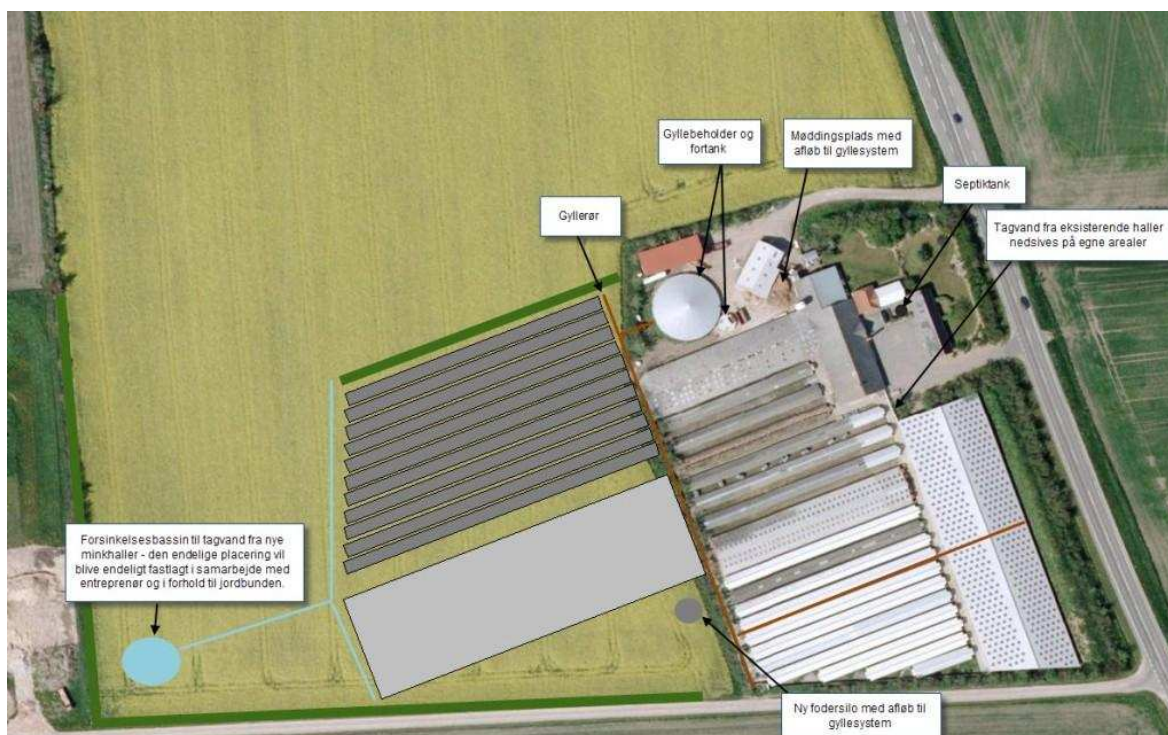 Gyllebeholder og
fortank
Møddingsplads med
afløb til gyllesystem
Septiktank
Gyllerør
Tagvand fra eksisterende haller
nedsives på egne arealer
Forsinkelsesbassin til tagvand fra nye
minkhaller - den endelige placering vil
blive endeligt fastlagt i samarbejde med
entreprenør og i forhold til jordbunden.
Ny fodersilo med afløb til
gyllesystem